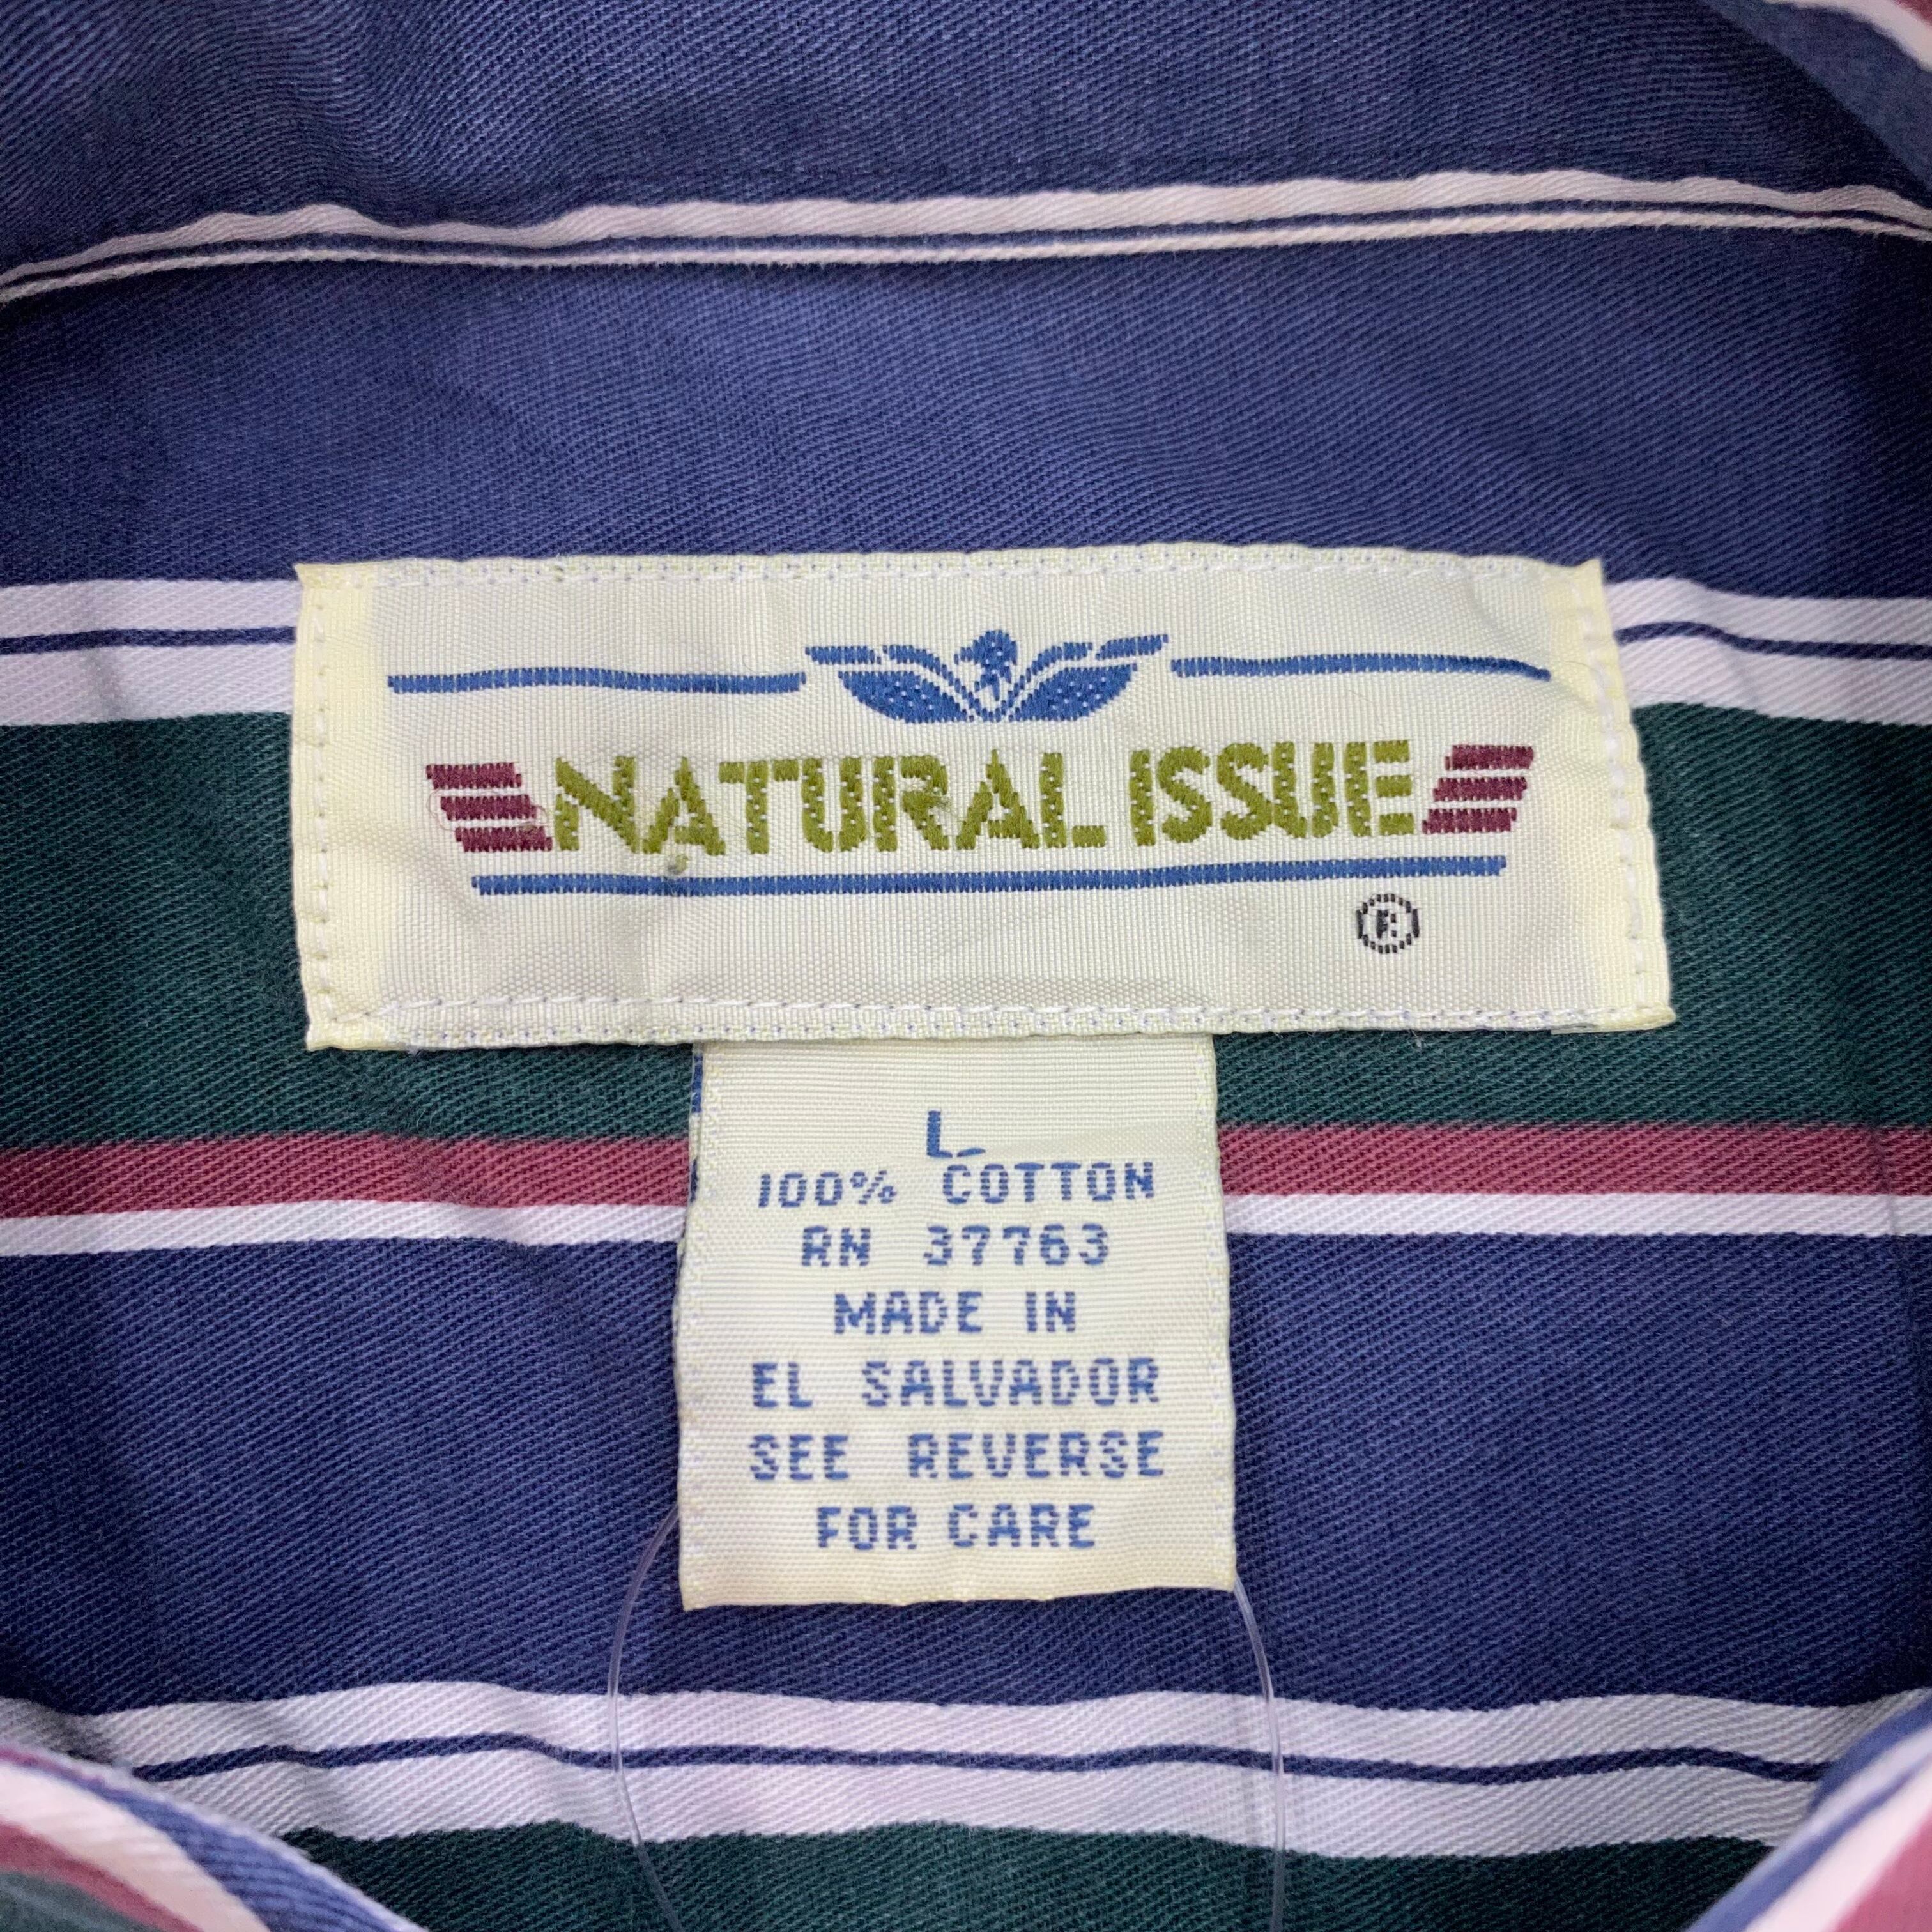 NATURAL ISSUE
®
L
100% COTTON
RN 37763
MADE IN
EL SALVADOR
SEE REVERSE
FOR CARE